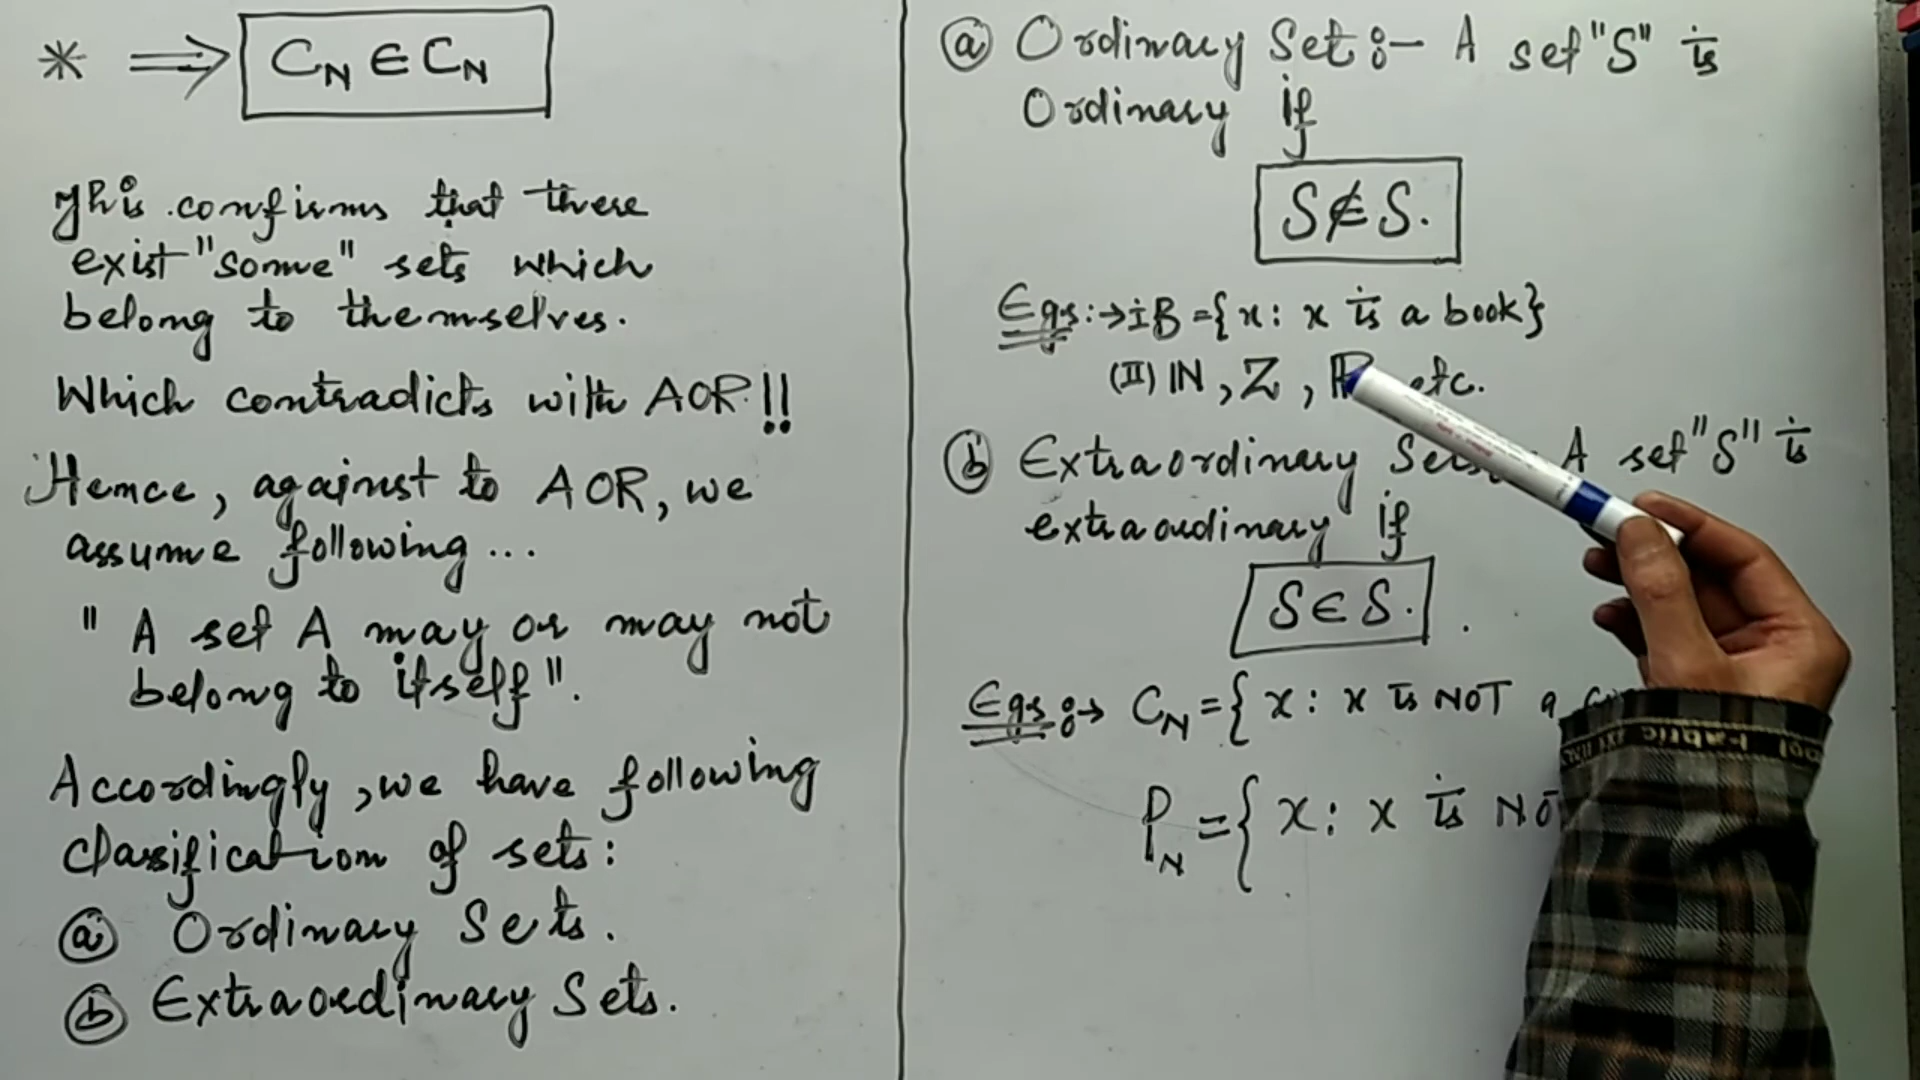 * ⇒ C_N ∈ C_N
This confirms that there
exist "some" sets which
belong to themselves.
Which contradicts with AOR!!
Hence, against to AOR, we
assume following...
" A set A may or may not
belong to itself".
Accordingly, we have following
classification of sets:
(a) Ordinary Sets.
(b) Extraordinary Sets.
(a) Ordinary Set:- A set "S" is
Ordinary if
S ∉ S.
Egs:→ i B = {x: x is a book}
(II) ℕ, Z, etc.
(b) Extraordinary A set "S" is
extraordinary if
S ∈ S.
Egs:→ C_N = { x: x is NOT a
P_N = { x: x is